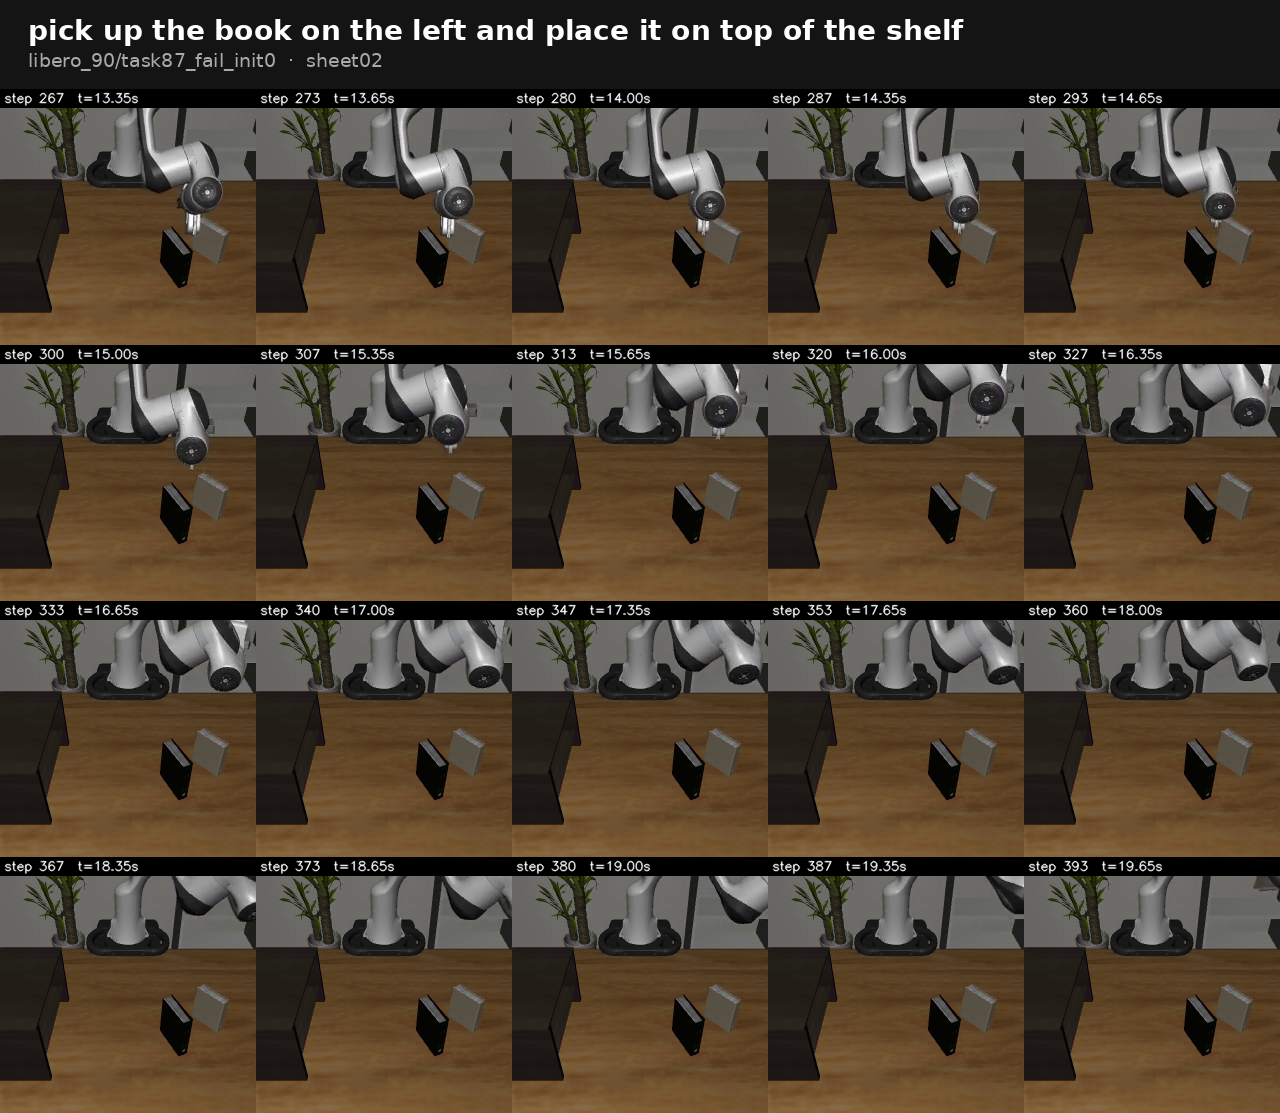 pick up the book on the left and place it on top of the shelf
libero_90/task87_fail_init0 · sheet02
step 267 t=13.35s
step 273 t=13.65s
step 280 t=14.00s
step 287 t=14.35s
step 293 t=14.65s
step 300 t=15.00s
step 307 t=15.35s
step 313 t=15.65s
step 320 t=16.00s
step 327 t=16.35s
step 333 t=16.65s
step 340 t=17.00s
step 347 t=17.35s
step 353 t=17.65s
step 360 t=18.00s
step 367 t=18.35s
step 373 t=18.65s
step 380 t=19.00s
step 387 t=19.35s
step 393 t=19.65s